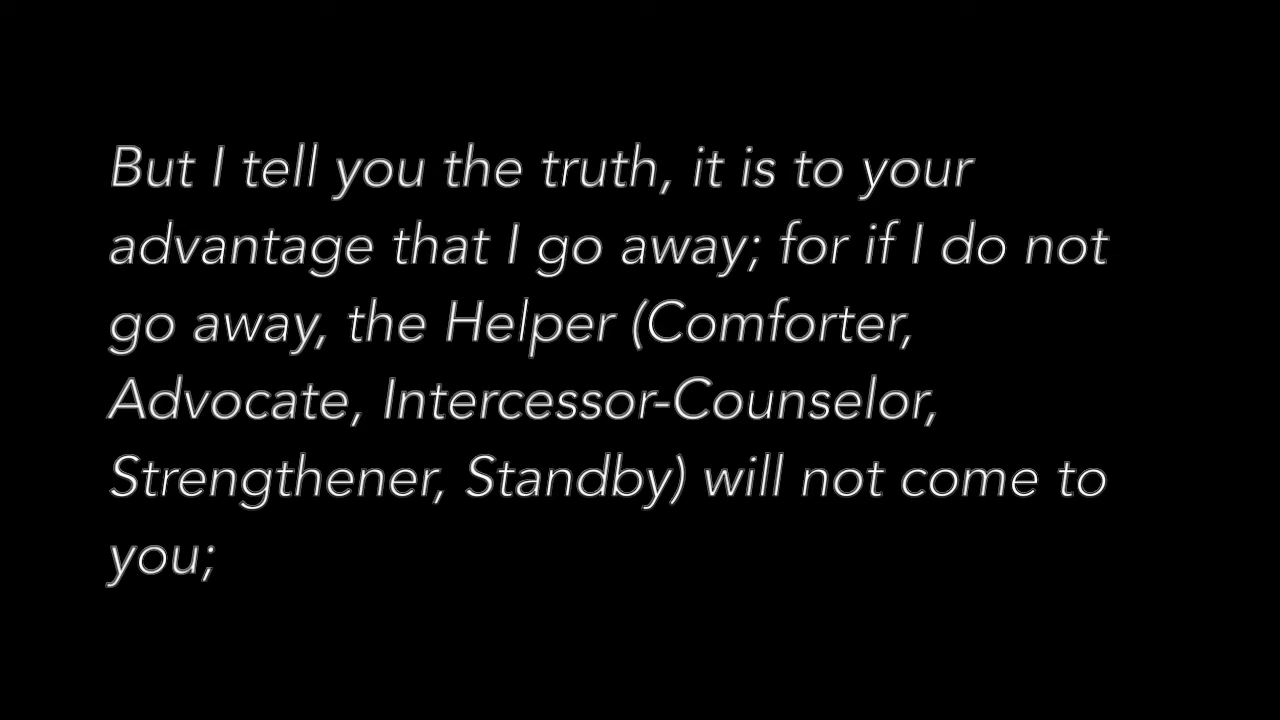 But I tell you the truth, it is to your
advantage that I go away; for if I do not
go away, the Helper (Comforter,
Advocate, Intercessor-Counselor,
Strengthener, Standby) will not come to
you;